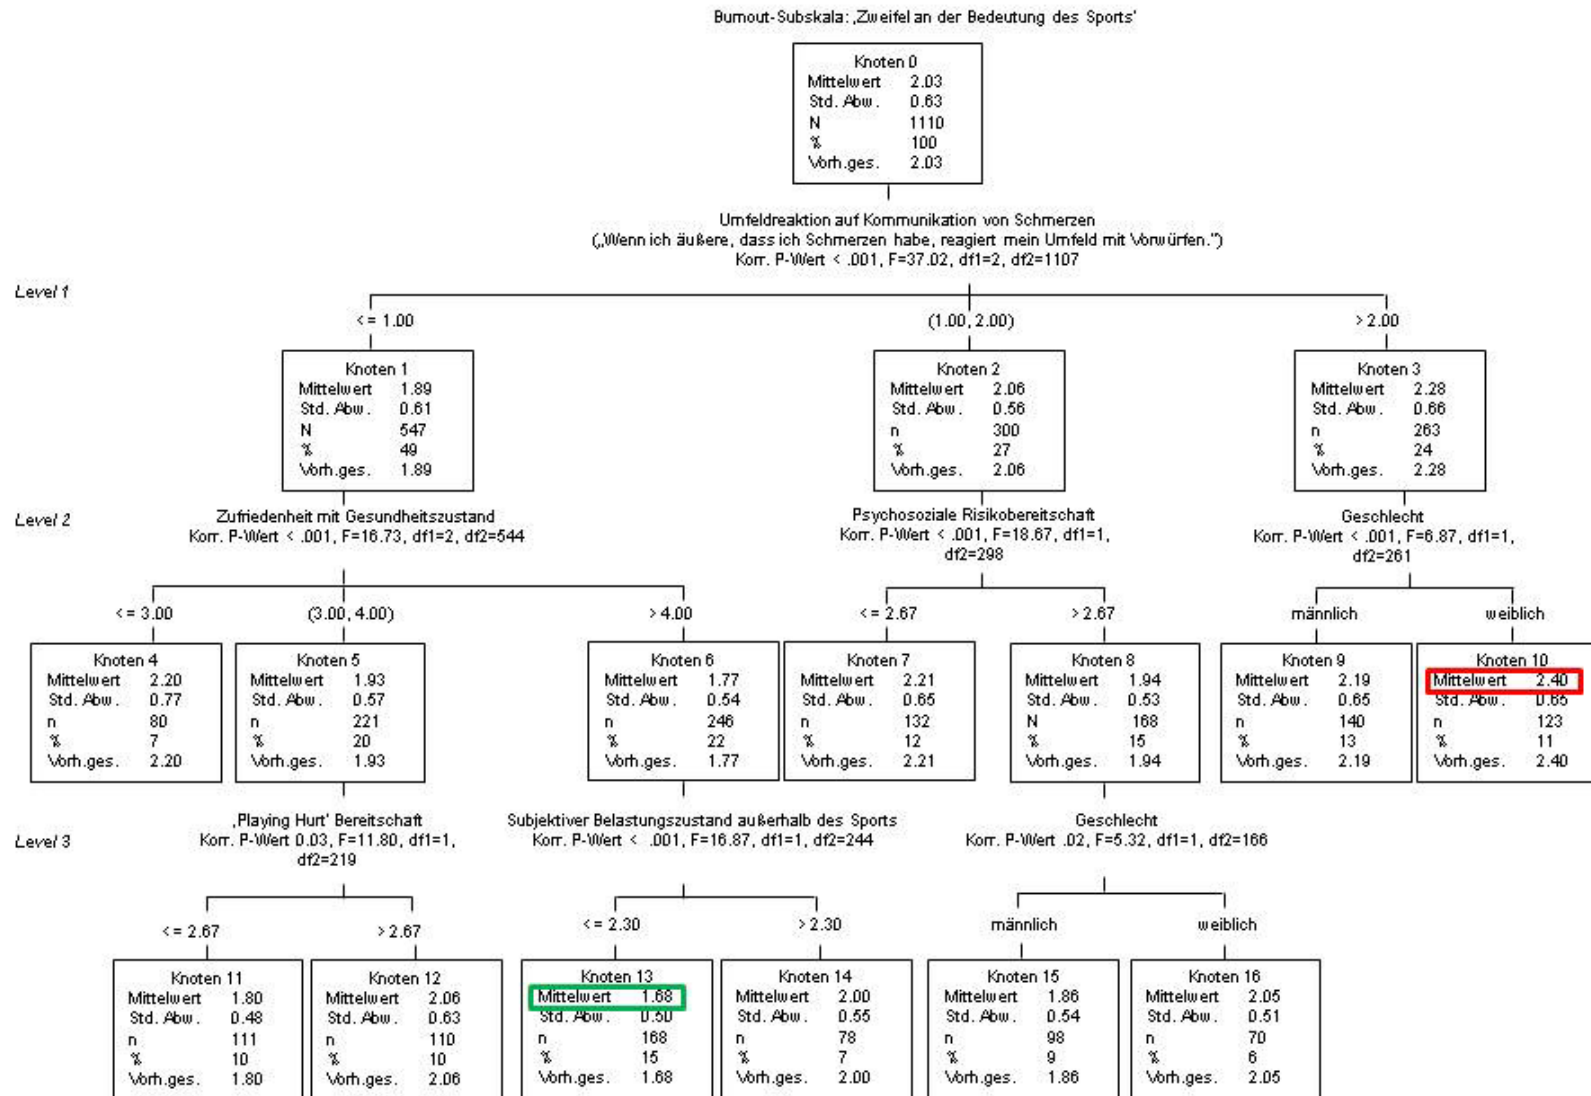 Burnout-Subskala: ‚Zweifel an der Bedeutung des Sports'
Knoten 0
Mittelwert 2.03
Std. Abw. 0.63
N 1110
% 100
Vorh.ges. 2.03
Umfeldreaktion auf Kommunikation von Schmerzen
(„Wenn ich äußere, dass ich Schmerzen habe, reagiert mein Umfeld mit Vorwürfen.")
Korr. P-Wert < .001, F=37.02, df1=2, df2=1107
Level 1
<= 1.00
(1.00, 2.00)
> 2.00
Knoten 1
Mittelwert 1.89
Std. Abw. 0.61
N 547
% 49
Vorh.ges. 1.89
Knoten 2
Mittelwert 2.06
Std. Abw. 0.56
n 300
% 27
Vorh.ges. 2.06
Knoten 3
Mittelwert 2.28
Std. Abw. 0.66
n 263
% 24
Vorh.ges. 2.28
Level 2
Zufriedenheit mit Gesundheitszustand
Korr. P-Wert < .001, F=16.73, df1=2, df2=544
Psychosoziale Risikobereitschaft
Korr. P-Wert < .001, F=18.67, df1=1,
df2=298
Geschlecht
Korr. P-Wert < .001, F=6.87, df1=1,
df2=261
<= 3.00
(3.00, 4.00)
> 4.00
<= 2.67
> 2.67
männlich
weiblich
Knoten 4
Mittelwert 2.20
Std. Abw. 0.77
n 80
% 7
Vorh.ges. 2.20
Knoten 5
Mittelwert 1.93
Std. Abw. 0.57
n 221
% 20
Vorh.ges. 1.93
Knoten 6
Mittelwert 1.77
Std. Abw. 0.54
n 246
% 22
Vorh.ges. 1.77
Knoten 7
Mittelwert 2.21
Std. Abw. 0.65
n 132
% 12
Vorh.ges. 2.21
Knoten 8
Mittelwert 1.94
Std. Abw. 0.53
N 168
% 15
Vorh.ges. 1.94
Knoten 9
Mittelwert 2.19
Std. Abw. 0.65
n 140
% 13
Vorh.ges. 2.19
Knoten 10
Mittelwert 2.40
Std. Abw. 0.65
n 123
% 11
Vorh.ges. 2.40
Level 3
‚Playing Hurt' Bereitschaft
Korr. P-Wert 0.03, F=11.80, df1=1,
df2=219
Subjektiver Belastungszustand außerhalb des Sports
Korr. P-Wert < .001, F=16.87, df1=1, df2=244
Geschlecht
Korr. P-Wert .02, F=5.32, df1=1, df2=166
<= 2.67
> 2.67
<= 2.30
> 2.30
männlich
weiblich
Knoten 11
Mittelwert 1.80
Std. Abw. 0.48
n 111
% 10
Vorh.ges. 1.80
Knoten 12
Mittelwert 2.06
Std. Abw. 0.63
n 110
% 10
Vorh.ges. 2.06
Knoten 13
Mittelwert 1.68
Std. Abw. 0.50
n 168
% 15
Vorh.ges. 1.68
Knoten 14
Mittelwert 2.00
Std. Abw. 0.55
n 78
% 7
Vorh.ges. 2.00
Knoten 15
Mittelwert 1.86
Std. Abw. 0.54
n 98
% 9
Vorh.ges. 1.86
Knoten 16
Mittelwert 2.05
Std. Abw. 0.51
n 70
% 6
Vorh.ges. 2.05